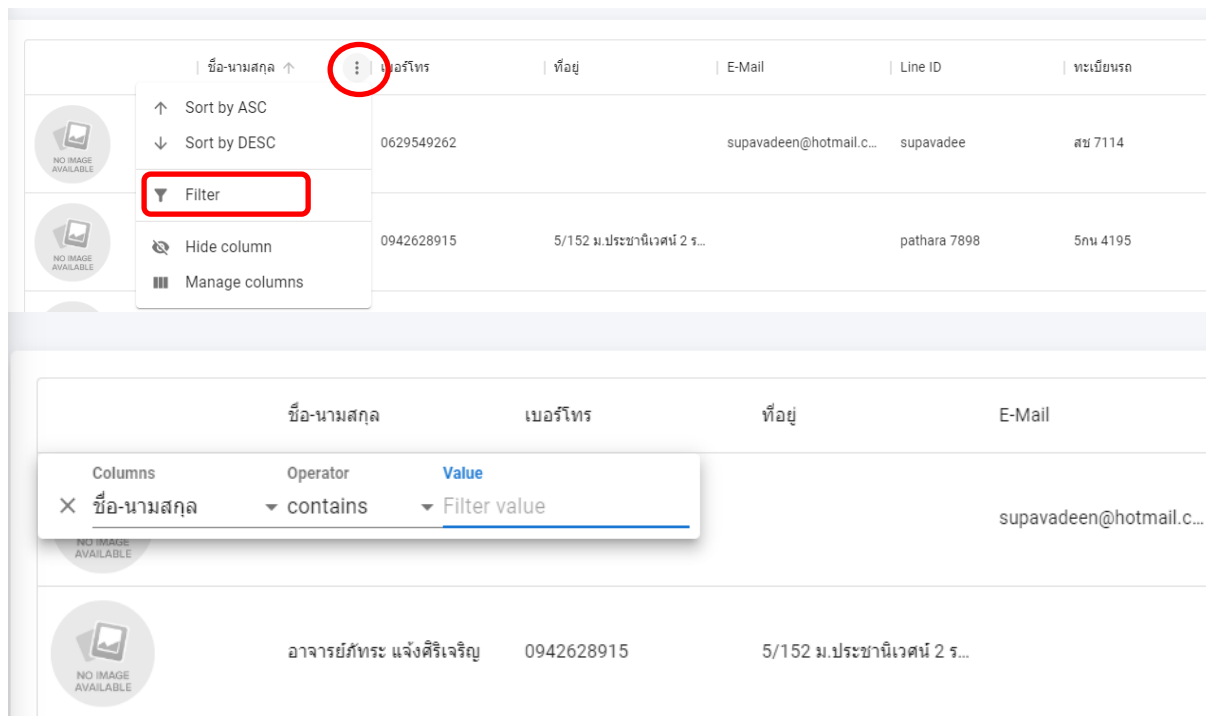 ชื่อ-นามสกุล เบอร์โทร ที่อยู่ E-Mail Line ID ทะเบียนรถ
Sort by ASC
Sort by DESC
NO IMAGE
AVAILABLE
0629549262 supavadeen@hotmail.c... supavadee สช 7114
Filter
NO IMAGE
AVAILABLE
0942628915 5/152 ม.ประชานิเวศน์ 2 ร... pathara 7898 5กน 4195
Hide column
Manage columns
ชื่อ-นามสกุล เบอร์โทร ที่อยู่ E-Mail
Columns Operator Value
ชื่อ-นามสกุล contains Filter value
supavadeen@hotmail.c...
NO IMAGE
AVAILABLE
อาจารย์ภัทระ แจ้งศิริเจริญ 0942628915 5/152 ม.ประชานิเวศน์ 2 ร...
NO IMAGE
AVAILABLE